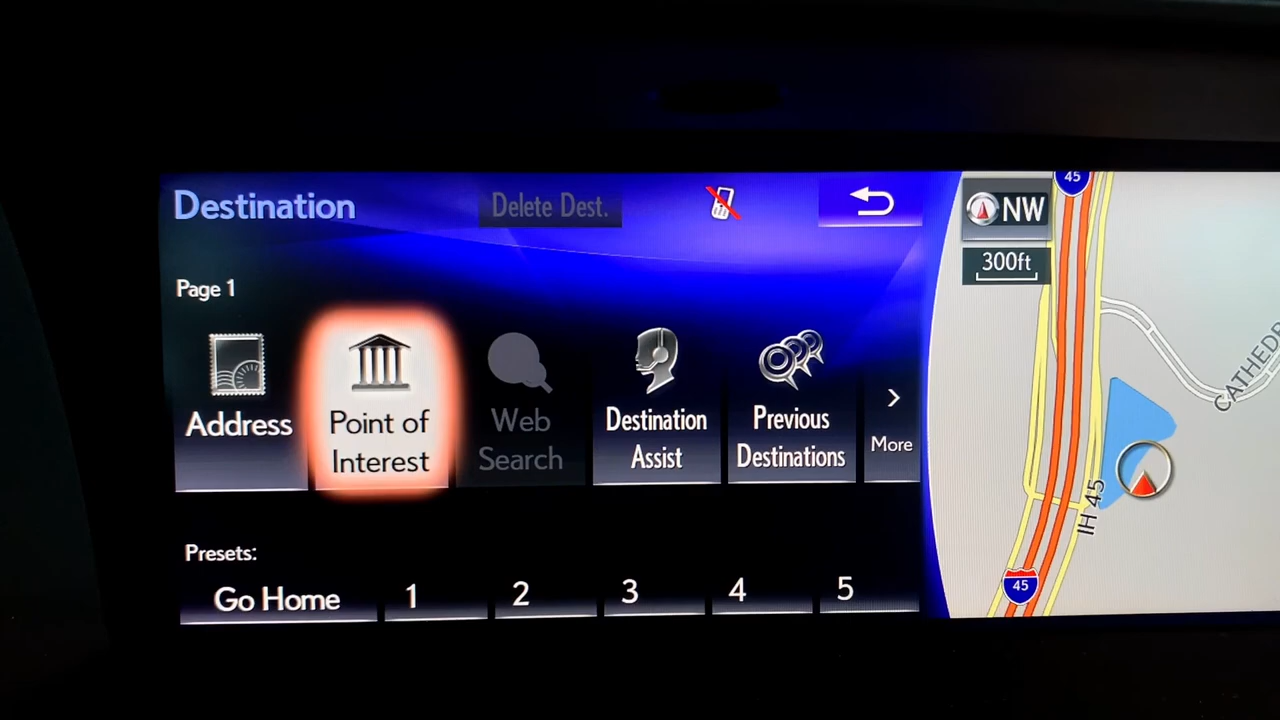 Destination
Delete Dest.
Page 1
Address
Point of
Interest
Web
Search
Destination
Assist
Previous
Destinations
More
Presets:
Go Home
1
2
3
4
5
NW
300ft
45
IH 45
45